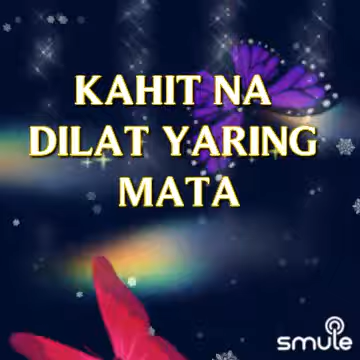 KAHIT NA
DILAT YARING
MATA
smule